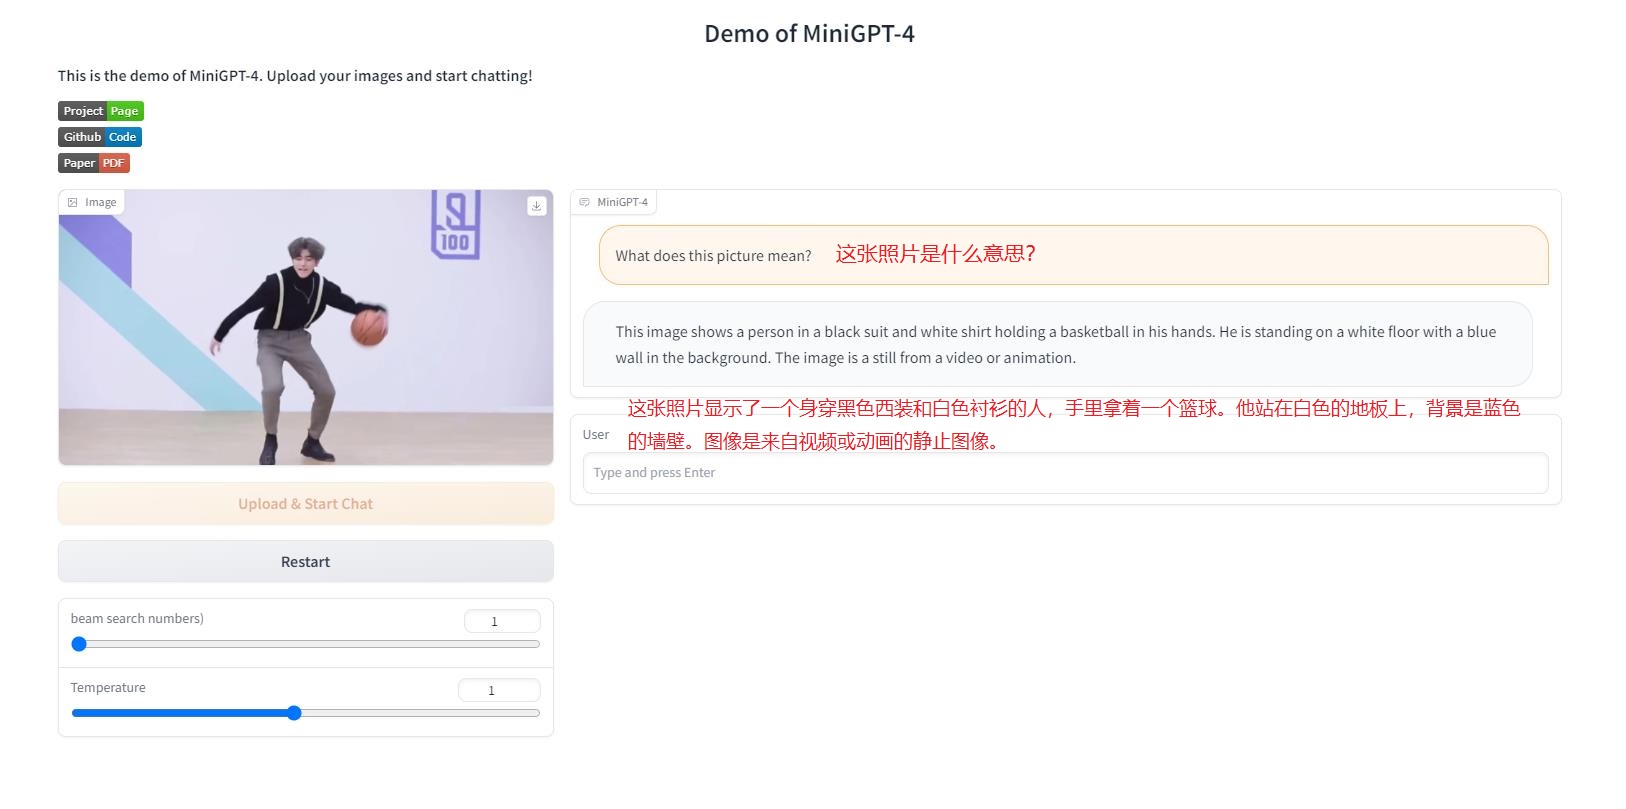 Demo of MiniGPT-4
This is the demo of MiniGPT-4. Upload your images and start chatting!
Project Page
Github Code
Paper PDF
Image
100
Upload & Start Chat
Restart
beam search numbers)
1
Temperature
1
MiniGPT-4
What does this picture mean?
这张照片是什么意思？
This image shows a person in a black suit and white shirt holding a basketball in his hands. He is standing on a white floor with a blue
wall in the background. The image is a still from a video or animation.
这张照片显示了一个身穿黑色西装和白色衬衫的人，手里拿着一个篮球。他站在白色的地板上，背景是蓝色
的墙壁。图像是来自视频或动画的静止图像。
User
Type and press Enter